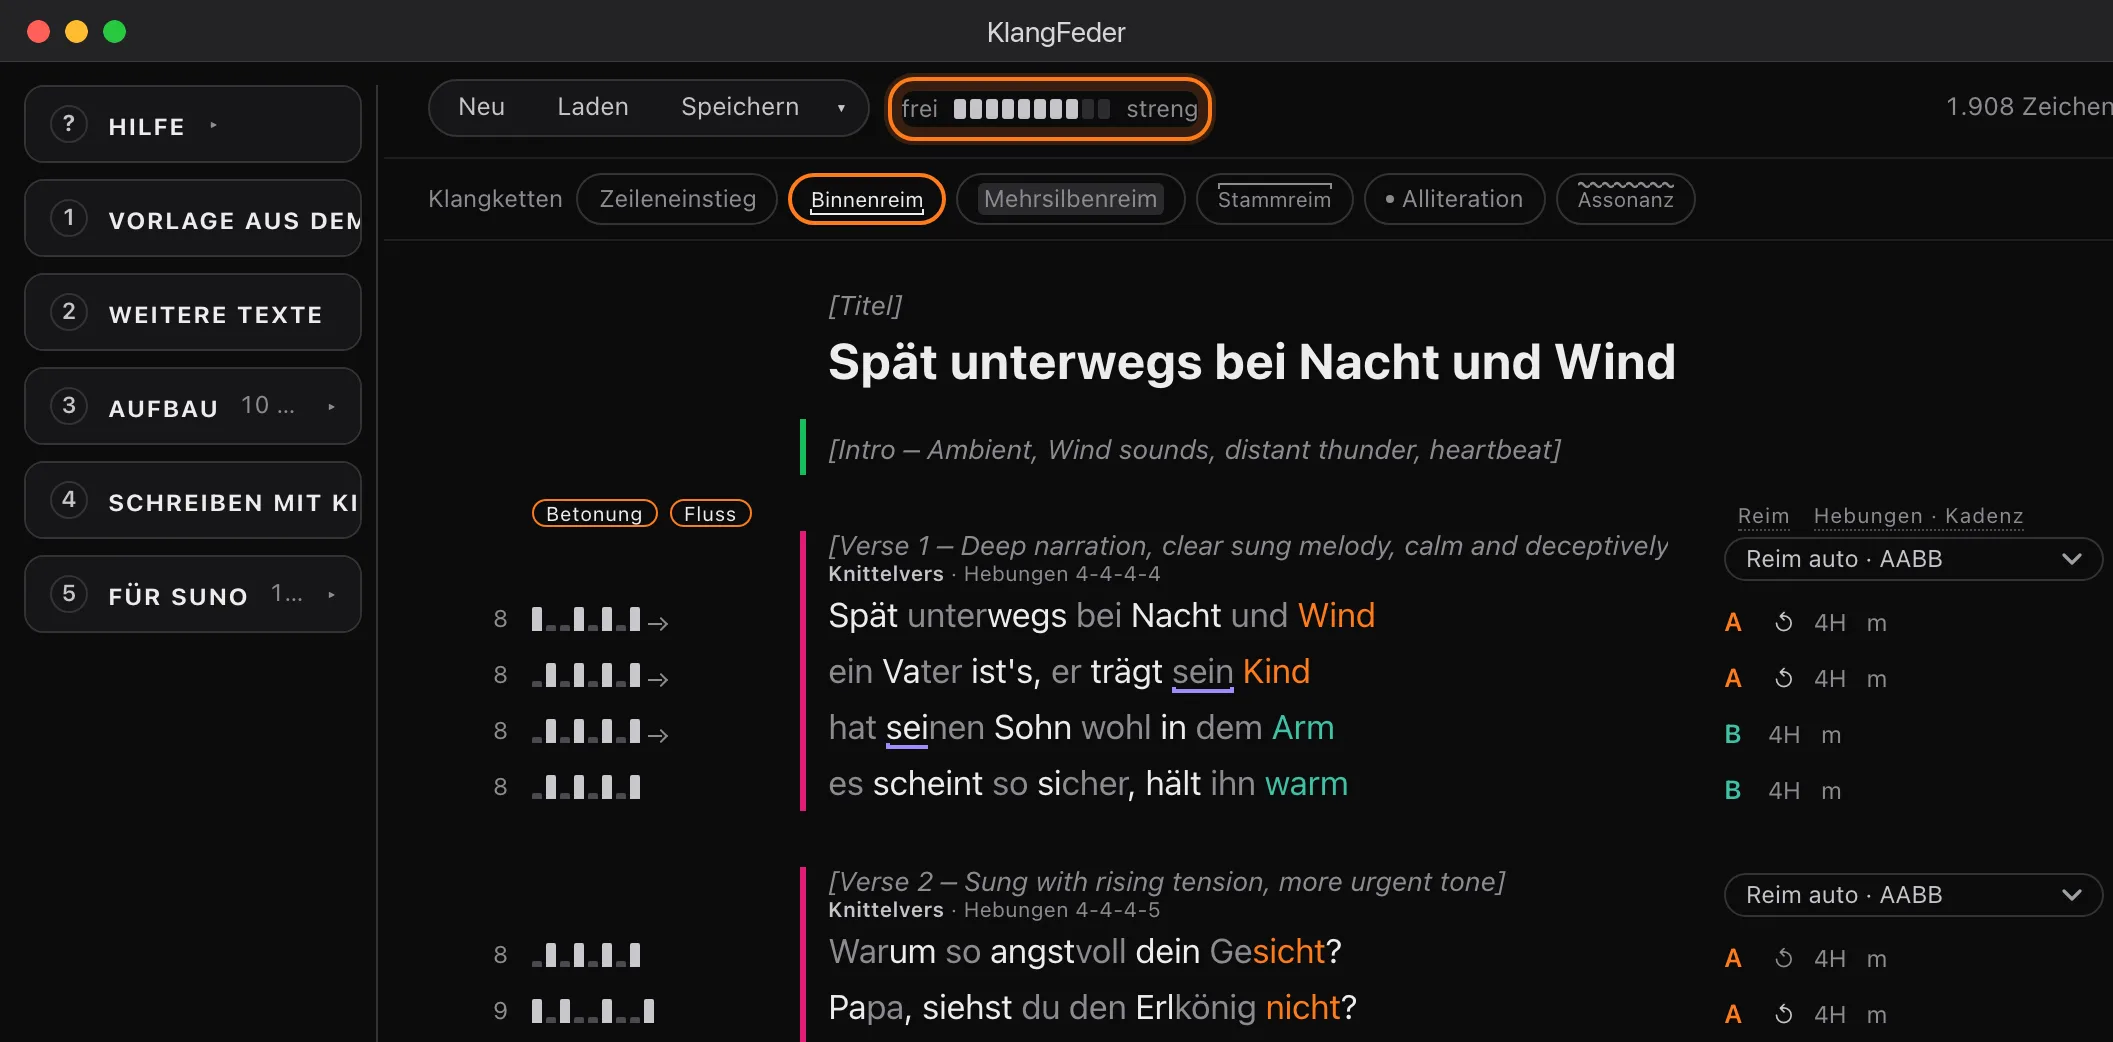 KlangFeder
? HILFE ▸
1 VORLAGE AUS DEM
2 WEITERE TEXTE
3 AUFBAU 10 ... ▸
4 SCHREIBEN MIT KI
5 FÜR SUNO 1... ▸
Neu Laden Speichern ▾ frei streng 1.908 Zeichen
Klangketten Zeileneinstieg Binnenreim Mehrsilbenreim Stammreim • Alliteration Assonanz
[Titel]
Spät unterwegs bei Nacht und Wind
[Intro – Ambient, Wind sounds, distant thunder, heartbeat]
Betonung Fluss Reim Hebungen · Kadenz
[Verse 1 – Deep narration, clear sung melody, calm and deceptively Reim auto · AABB
Knittelvers · Hebungen 4-4-4-4
8 → Spät unterwegs bei Nacht und Wind A 4H m
8 → ein Vater ist's, er trägt sein Kind A 4H m
8 → hat seinen Sohn wohl in dem Arm B 4H m
8 es scheint so sicher, hält ihn warm B 4H m
[Verse 2 – Sung with rising tension, more urgent tone] Reim auto · AABB
Knittelvers · Hebungen 4-4-4-5
8 Warum so angstvoll dein Gesicht? A 4H m
9 Papa, siehst du den Erlkönig nicht? A 4H m